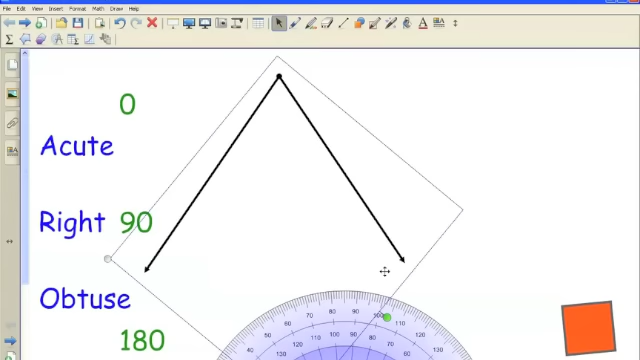 File Edit View Insert Format Math Draw Help
0
Acute
Right 90
Obtuse
180